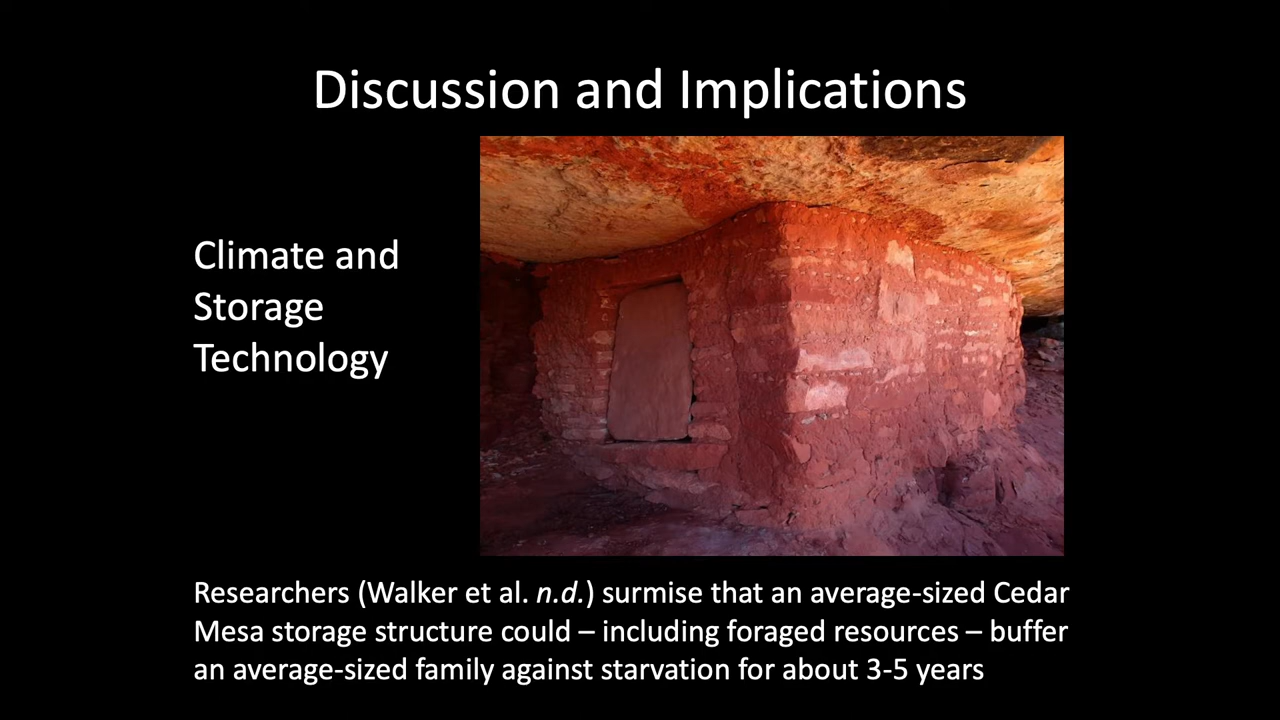 Discussion and Implications
Climate and
Storage
Technology
Researchers (Walker et al. n.d.) surmise that an average-sized Cedar
Mesa storage structure could – including foraged resources – buffer
an average-sized family against starvation for about 3-5 years